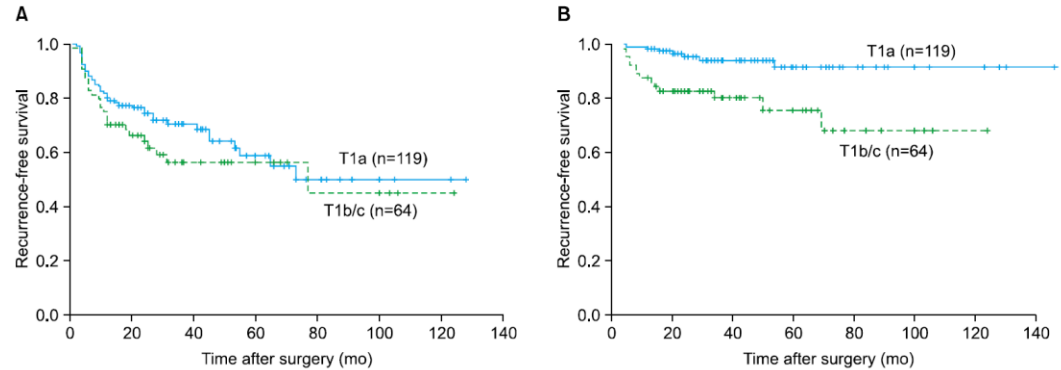 A
Recurrence-free survival
1.0
0.8
0.6
0.4
0.2
0.0
T1a (n=119)
T1b/c (n=64)
0 20 40 60 80 100 120 140
Time after surgery (mo)
B
Recurrence-free survival
1.0
0.8
0.6
0.4
0.2
0.0
T1a (n=119)
T1b/c (n=64)
20 40 60 80 100 120 140
Time after surgery (mo)